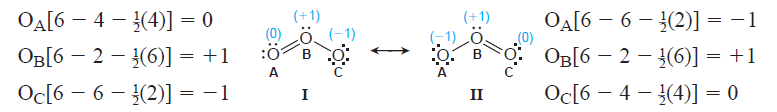 O_A[6 − 4 − ½(4)] = 0
O_B[6 − 2 − ½(6)] = +1
O_C[6 − 6 − ½(2)] = −1
(+1)
(0) Ö (−1)
:O B O:
A C
I
(+1)
(−1) Ö (0)
:O: B O:
A C
II
O_A[6 − 6 − ½(2)] = −1
O_B[6 − 2 − ½(6)] = +1
O_C[6 − 4 − ½(4)] = 0